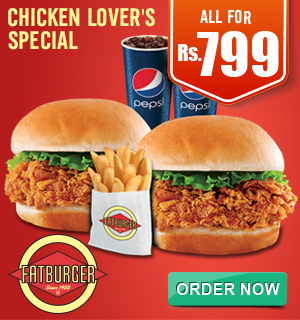 CHICKEN LOVER'S
SPECIAL
ALL FOR
Rs.799
pepsi
pepsi
FATBURGER
FATBURGER
Since 1952
ORDER NOW